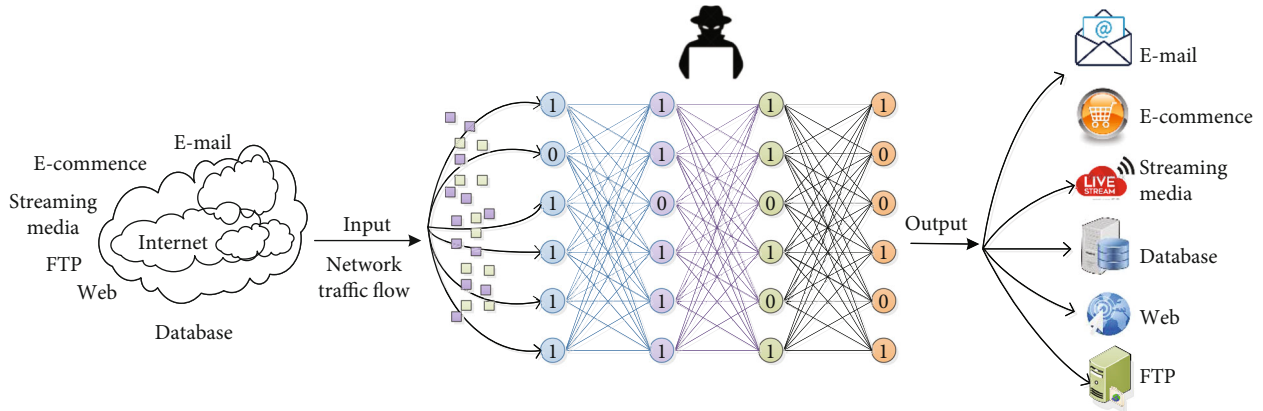 E-mail
E-commence
Streaming
media
Internet
FTP
Web
Database
Input
Network
traffic flow
1 1 1 1
0 1 1 0
1 0 0 0
1 1 1 1
1 1 0 0
1 1 1 1
Output
@
E-mail
E-commence
LIVE
STREAM
Streaming
media
Database
Web
FTP